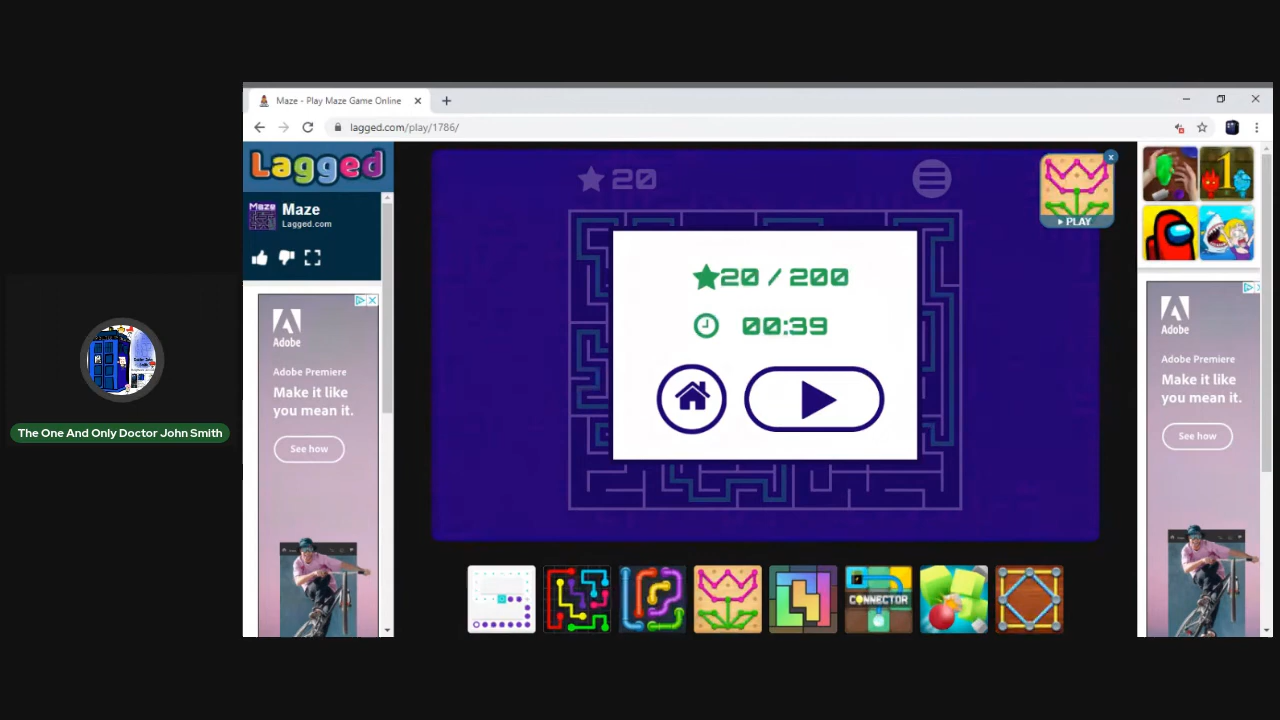 Maze - Play Maze Game Online
lagged.com/play/1786/
Lagged
Maze
Maze
Lagged.com
20
PLAY
1
20 / 200
00:39
Adobe
Adobe Premiere
Make it like
you mean it.
See how
Adobe
Adobe Premiere
Make it like
you mean it.
See how
The One And Only Doctor John Smith
CONNECTOR